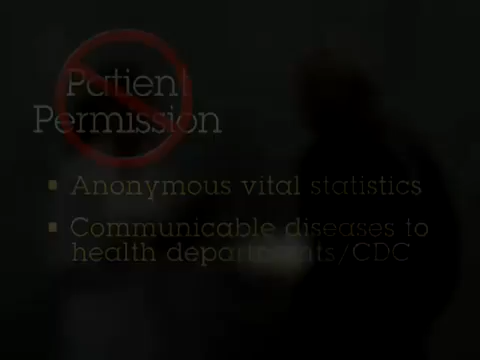 Patient
Permission
▪ Anonymous vital statistics
▪ Communicable diseases to
health departments/CDC